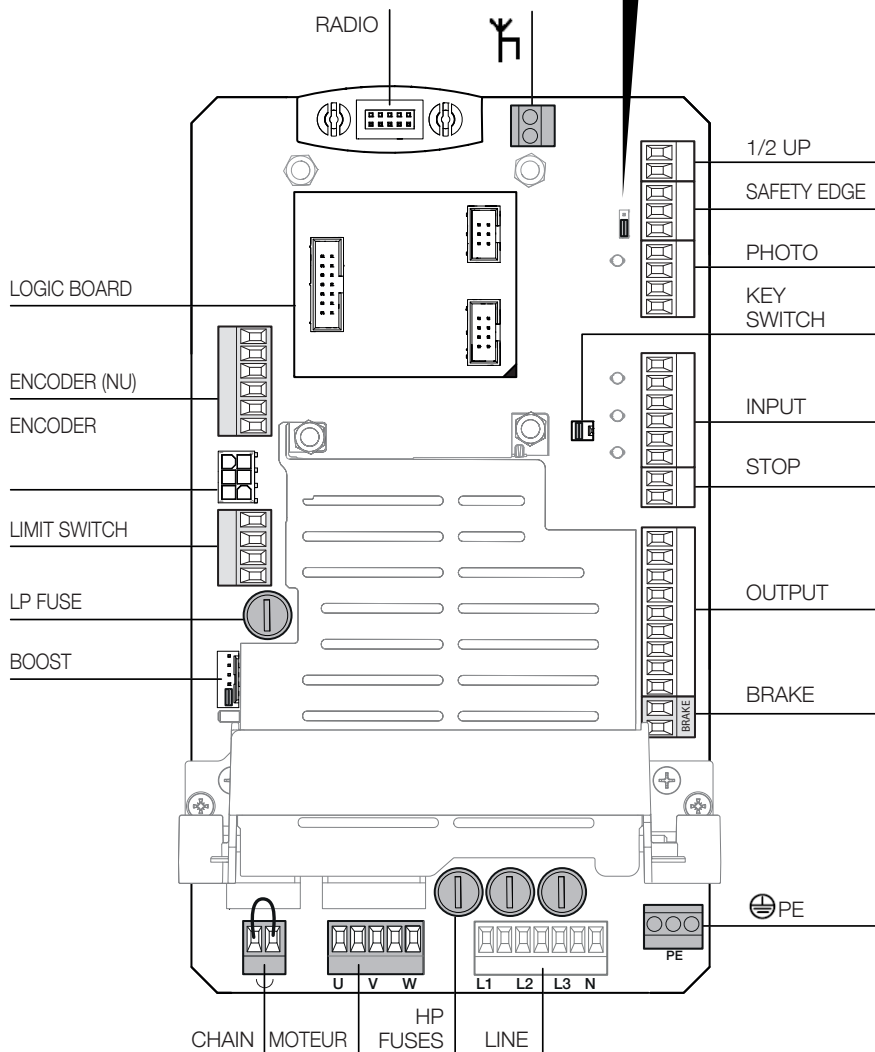 RADIO
1/2 UP
SAFETY EDGE
PHOTO
KEY
SWITCH
LOGIC BOARD
ENCODER (NU)
ENCODER
INPUT
STOP
LIMIT SWITCH
LP FUSE
OUTPUT
BOOST
BRAKE
BRAKE
PE
PE
U V W
L1 L2 L3 N
CHAIN
MOTEUR
HP
FUSES
LINE